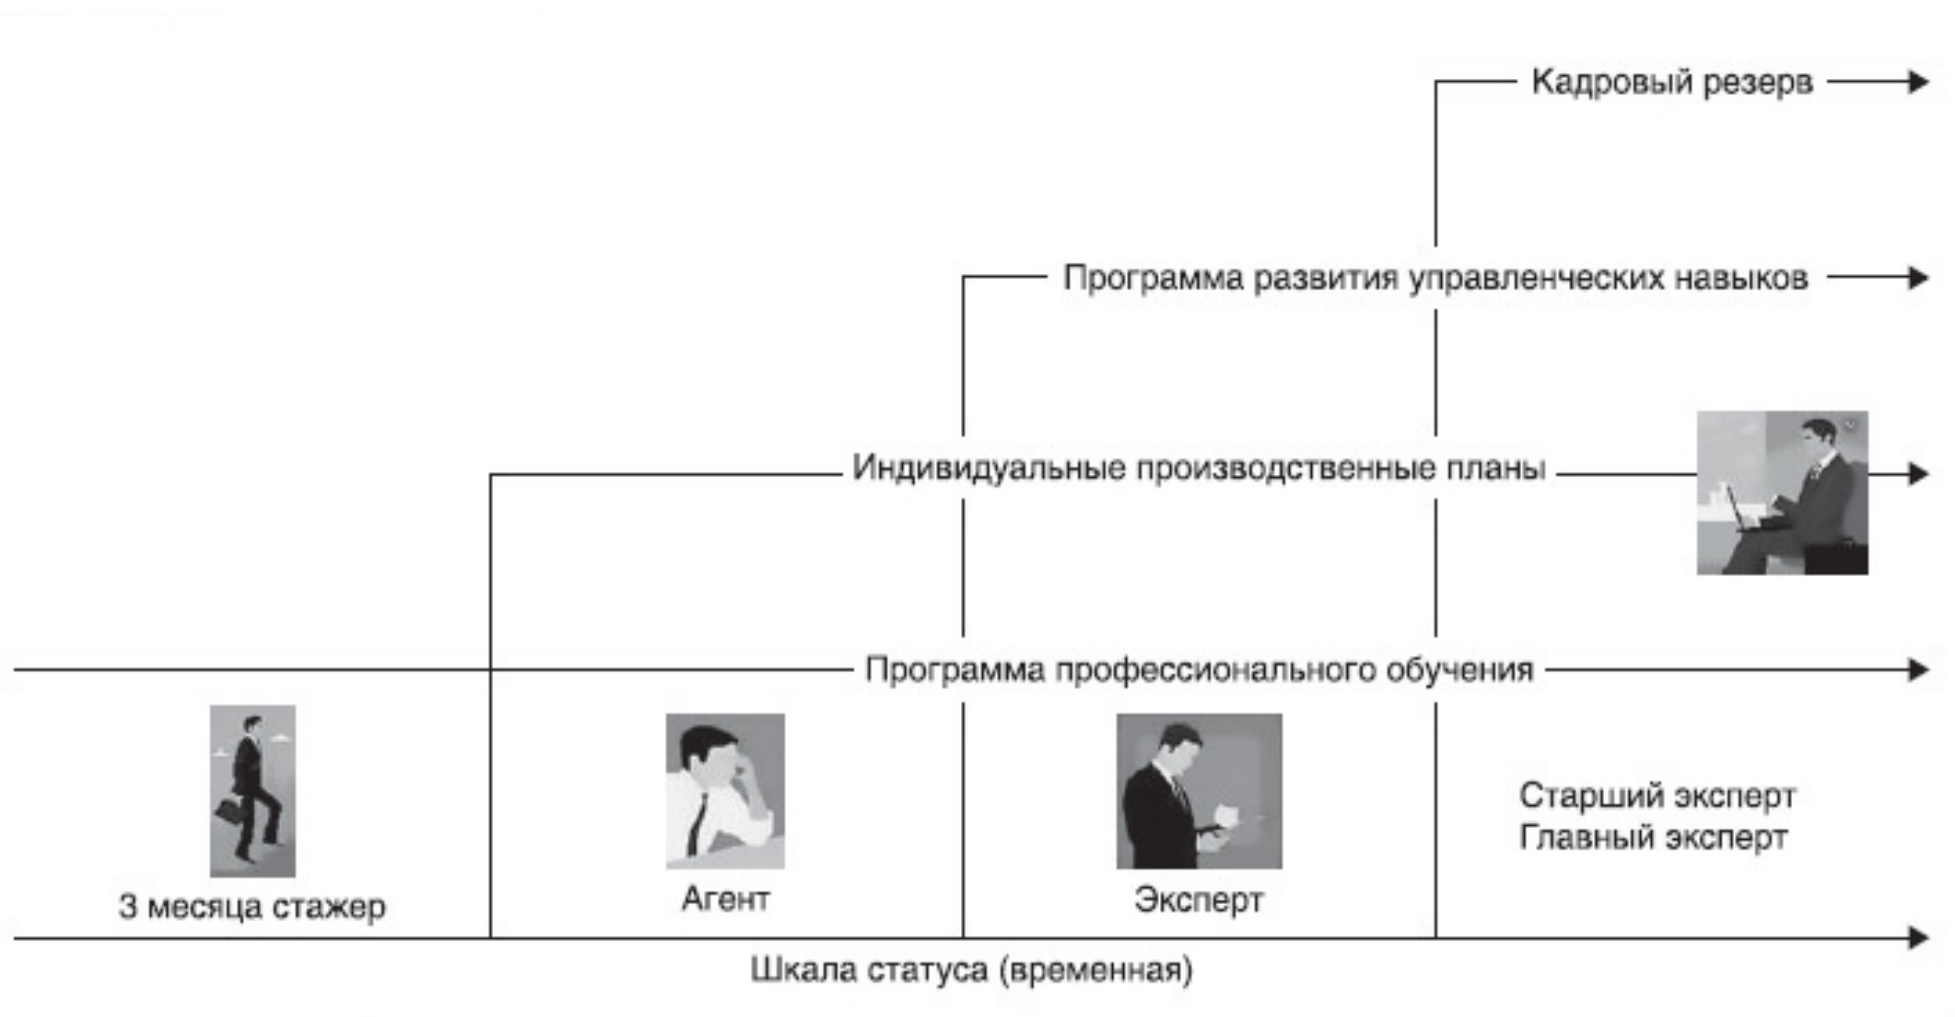 Кадровый резерв
Программа развития управленческих навыков
Индивидуальные производственные планы
Программа профессионального обучения
Старший эксперт
Главный эксперт
3 месяца стажер
Агент
Эксперт
Шкала статуса (временная)